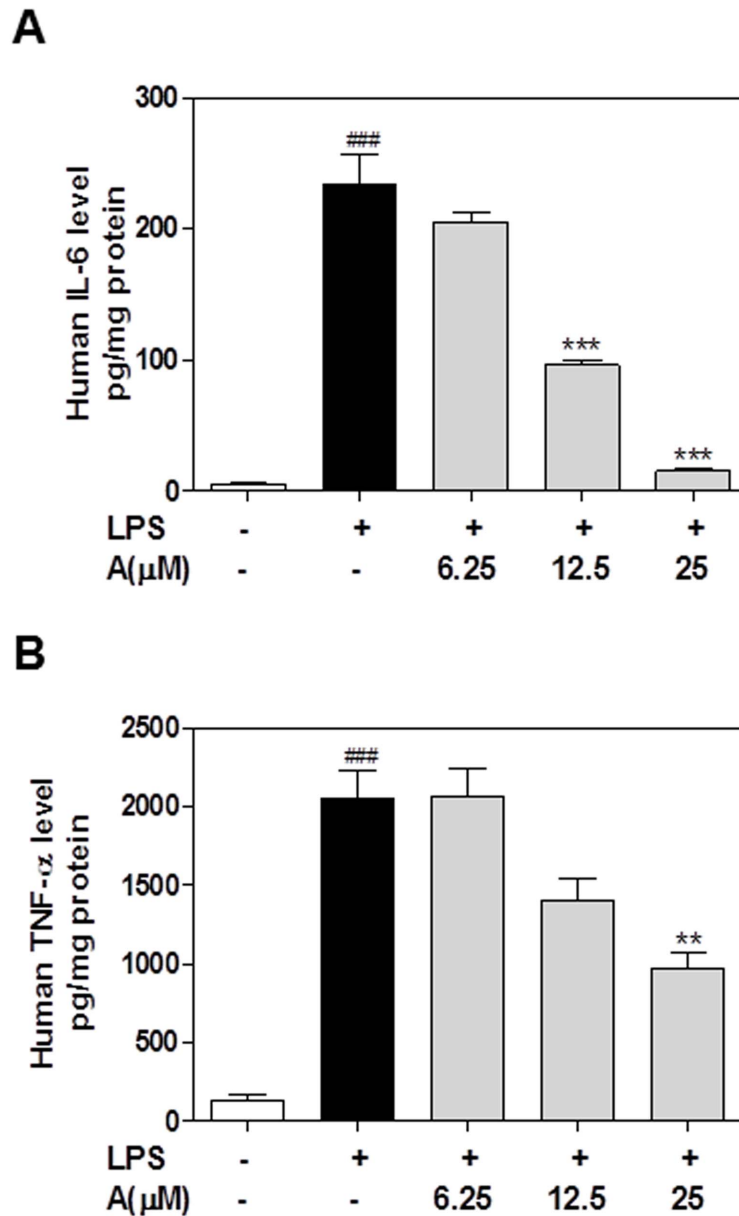 A
Human IL-6 level
pg/mg protein
300
200
100
0
###
***
***
LPS - + + + +
A(μM) - - 6.25 12.5 25
B
Human TNF-α level
pg/mg protein
2500
2000
1500
1000
500
0
###
**
LPS - + + + +
A(μM) - - 6.25 12.5 25